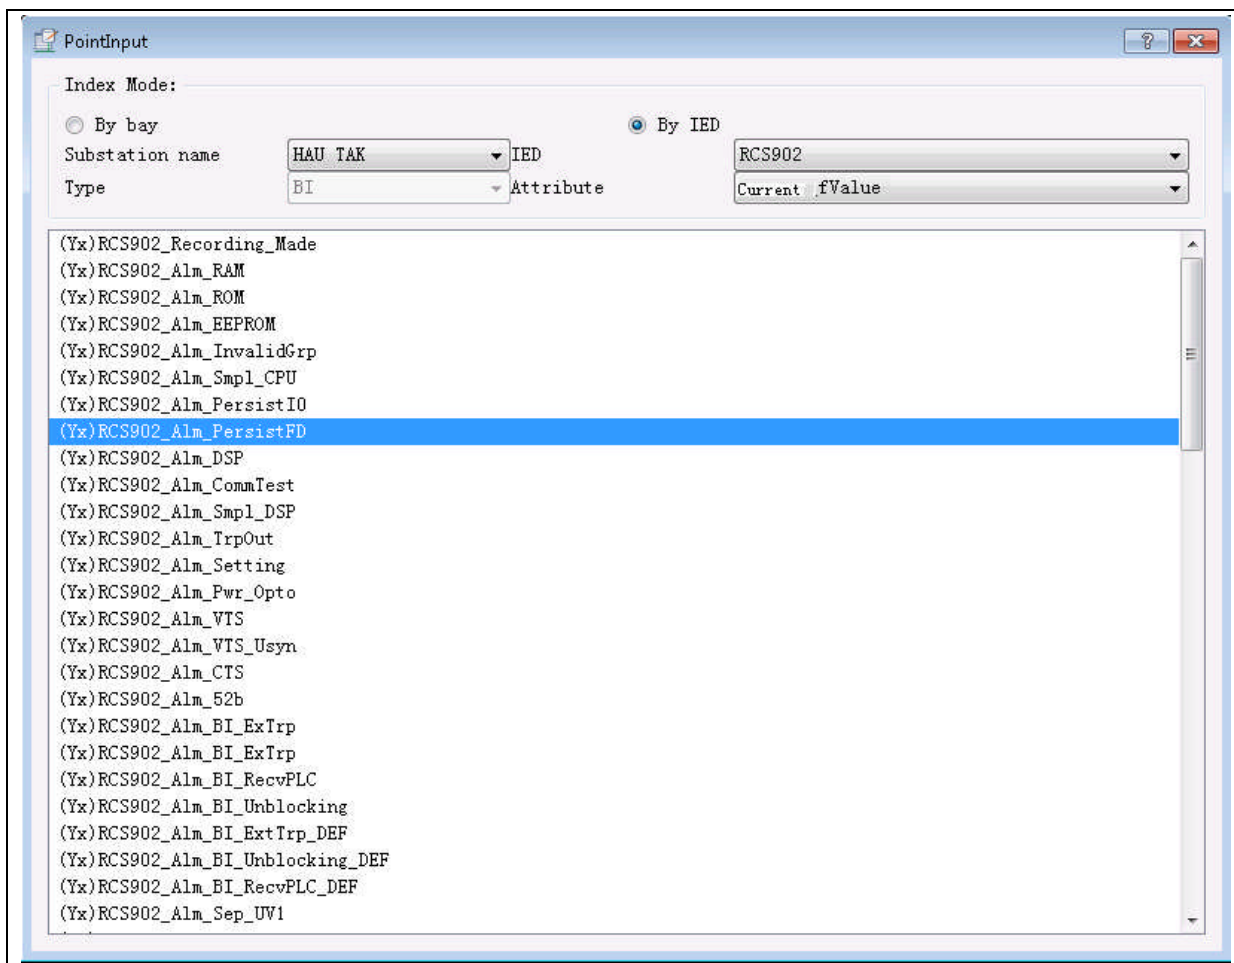 PointInput
Index Mode:
By bay By IED
Substation name HAU TAK IED RCS902
Type BI Attribute Current fValue
(Yx)RCS902_Recording_Made
(Yx)RCS902_Alm_RAM
(Yx)RCS902_Alm_ROM
(Yx)RCS902_Alm_EEPROM
(Yx)RCS902_Alm_InvalidGrp
(Yx)RCS902_Alm_Smpl_CPU
(Yx)RCS902_Alm_PersistI0
(Yx)RCS902_Alm_PersistFD
(Yx)RCS902_Alm_DSP
(Yx)RCS902_Alm_CommTest
(Yx)RCS902_Alm_Smpl_DSP
(Yx)RCS902_Alm_TrpOut
(Yx)RCS902_Alm_Setting
(Yx)RCS902_Alm_Pwr_Opto
(Yx)RCS902_Alm_VTS
(Yx)RCS902_Alm_VTS_Usyn
(Yx)RCS902_Alm_CTS
(Yx)RCS902_Alm_52b
(Yx)RCS902_Alm_BI_ExTrp
(Yx)RCS902_Alm_BI_ExTrp
(Yx)RCS902_Alm_BI_RecvPLC
(Yx)RCS902_Alm_BI_Unblocking
(Yx)RCS902_Alm_BI_ExtTrp_DEF
(Yx)RCS902_Alm_BI_Unblocking_DEF
(Yx)RCS902_Alm_BI_RecvPLC_DEF
(Yx)RCS902_Alm_Sep_UV1